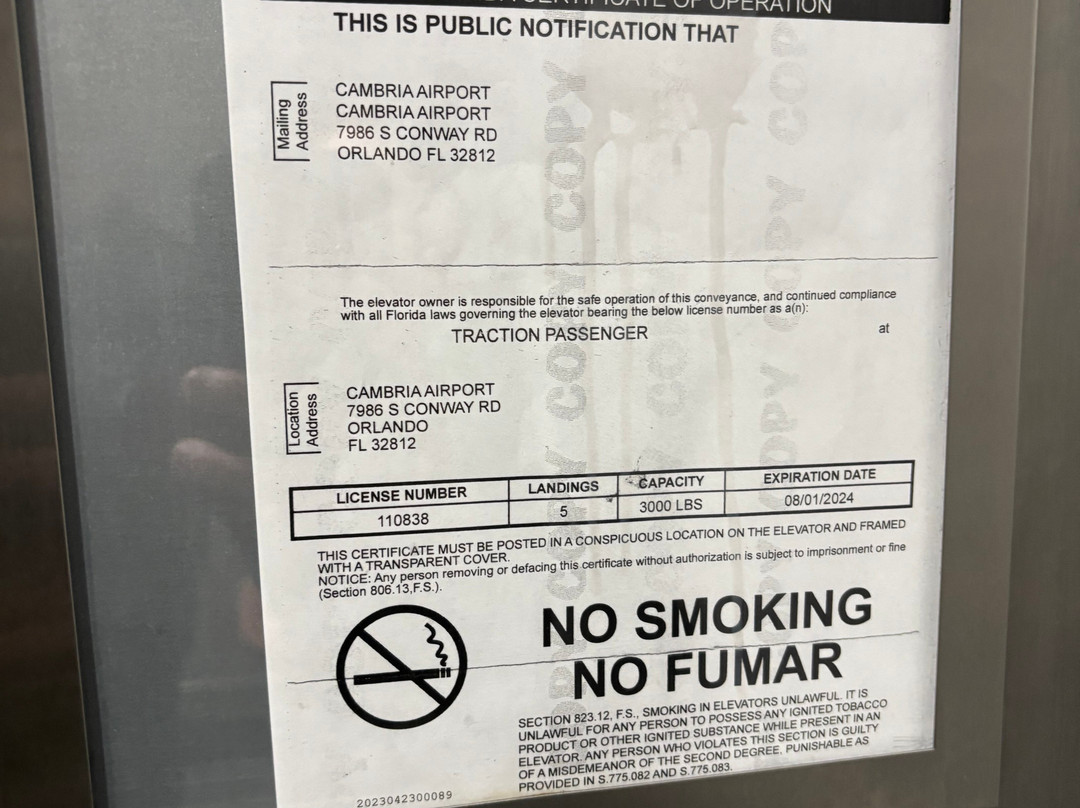 CERTIFICATE OF OPERATION
THIS IS PUBLIC NOTIFICATION THAT
Mailing
Address
CAMBRIA AIRPORT
CAMBRIA AIRPORT
7986 S CONWAY RD
ORLANDO FL 32812
COPY COPY COPY COPY
The elevator owner is responsible for the safe operation of this conveyance, and continued compliance
with all Florida laws governing the elevator bearing the below license number as a(n):
TRACTION PASSENGER at
Location
Address
CAMBRIA AIRPORT
7986 S CONWAY RD
ORLANDO
FL 32812
LICENSE NUMBER LANDINGS CAPACITY EXPIRATION DATE
110838 5 3000 LBS 08/01/2024
THIS CERTIFICATE MUST BE POSTED IN A CONSPICUOUS LOCATION ON THE ELEVATOR AND FRAMED
WITH A TRANSPARENT COVER.
NOTICE: Any person removing or defacing this certificate without authorization is subject to imprisonment or fine
(Section 806.13,F.S.).
NO SMOKING
NO FUMAR
SECTION 823.12, F.S., SMOKING IN ELEVATORS UNLAWFUL. IT IS
UNLAWFUL FOR ANY PERSON TO POSSESS ANY IGNITED TOBACCO
PRODUCT OR OTHER IGNITED SUBSTANCE WHILE PRESENT IN AN
ELEVATOR. ANY PERSON WHO VIOLATES THIS SECTION IS GUILTY
OF A MISDEMEANOR OF THE SECOND DEGREE, PUNISHABLE AS
PROVIDED IN S.775.082 AND S.775.083.
2023042300089